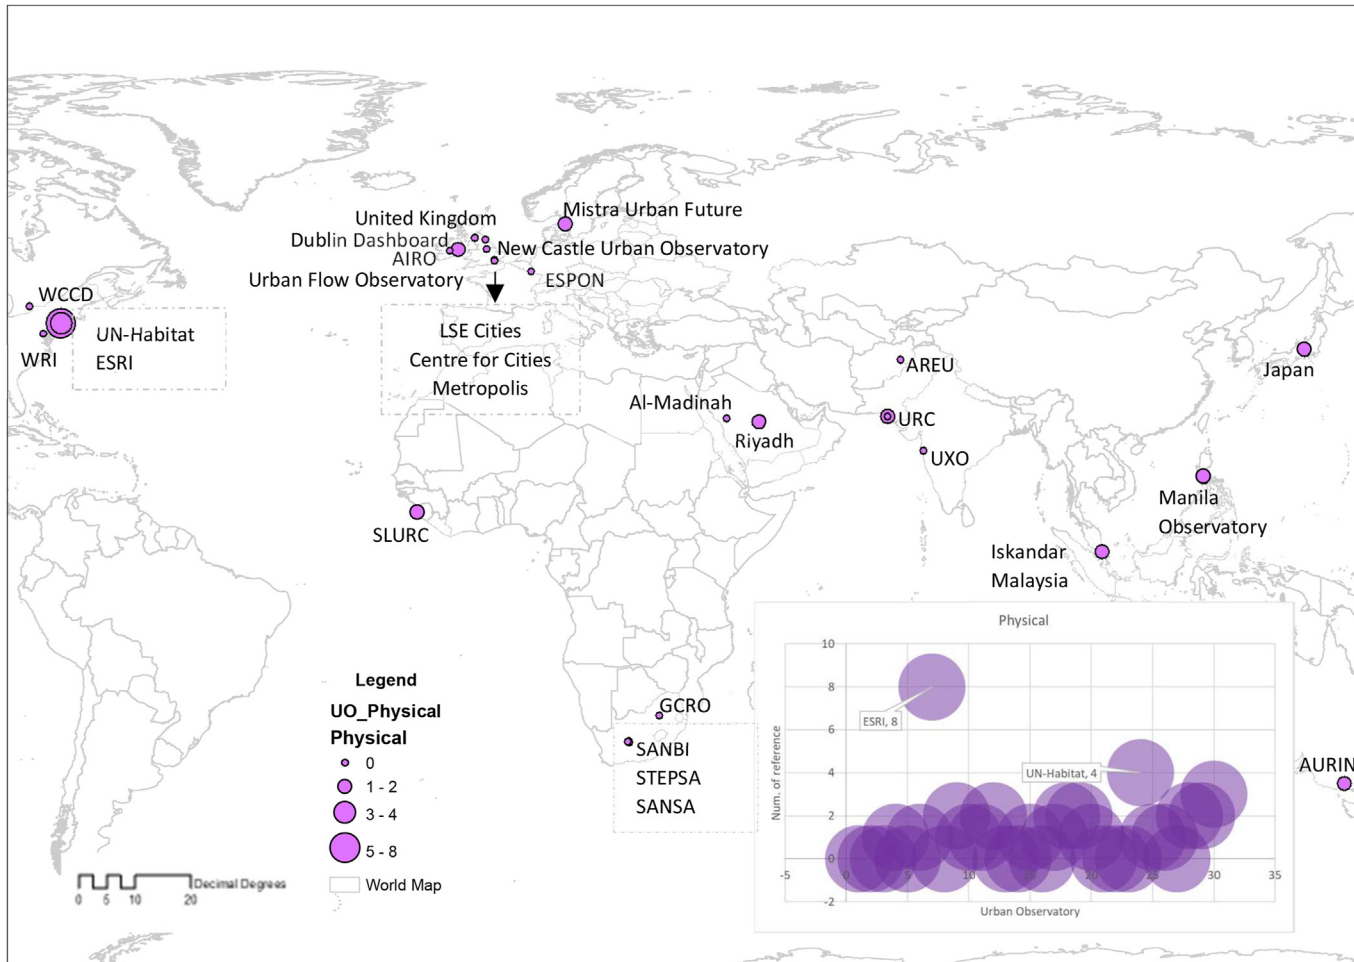 Mistra Urban Future
United Kingdom
Dublin Dashboard
New Castle Urban Observatory
AIRO
Urban Flow Observatory
ESPON
WCCD
UN-Habitat
ESRI
WRI
LSE Cities
Centre for Cities
Metropolis
AREU
Japan
Al-Madinah
Riyadh
URC
UXO
SLURC
Manila
Observatory
Iskandar
Malaysia
GCRO
SANBI
STEPSA
SANSA
AURIN
Legend
UO_Physical
Physical
0
1 - 2
3 - 4
5 - 8
World Map
Decimal Degrees
0 5 10 20
Physical
10
8
6
4
2
0
-2
Num. of reference
ESRI, 8
UN-Habitat, 4
-5 0 5 10 15 20 25 30 35
Urban Observatory